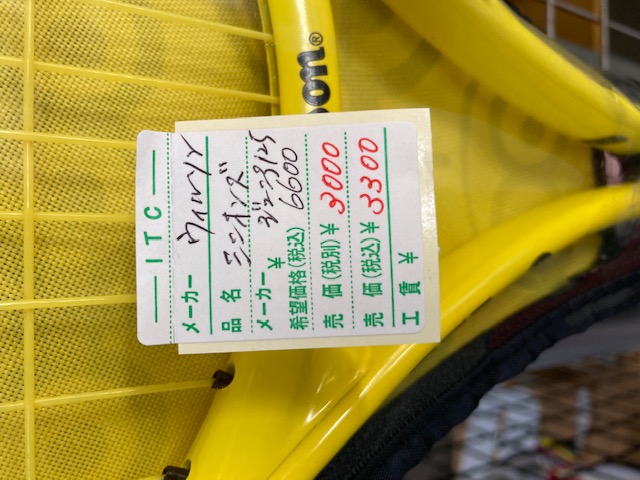 on®
ITC
メーカー ウィルソン
品名 ミニオンズ
ジュニア125
メーカー希望価格(税込) ¥6600
売価(税別)¥3000
売価(税込)¥3300
工賃¥